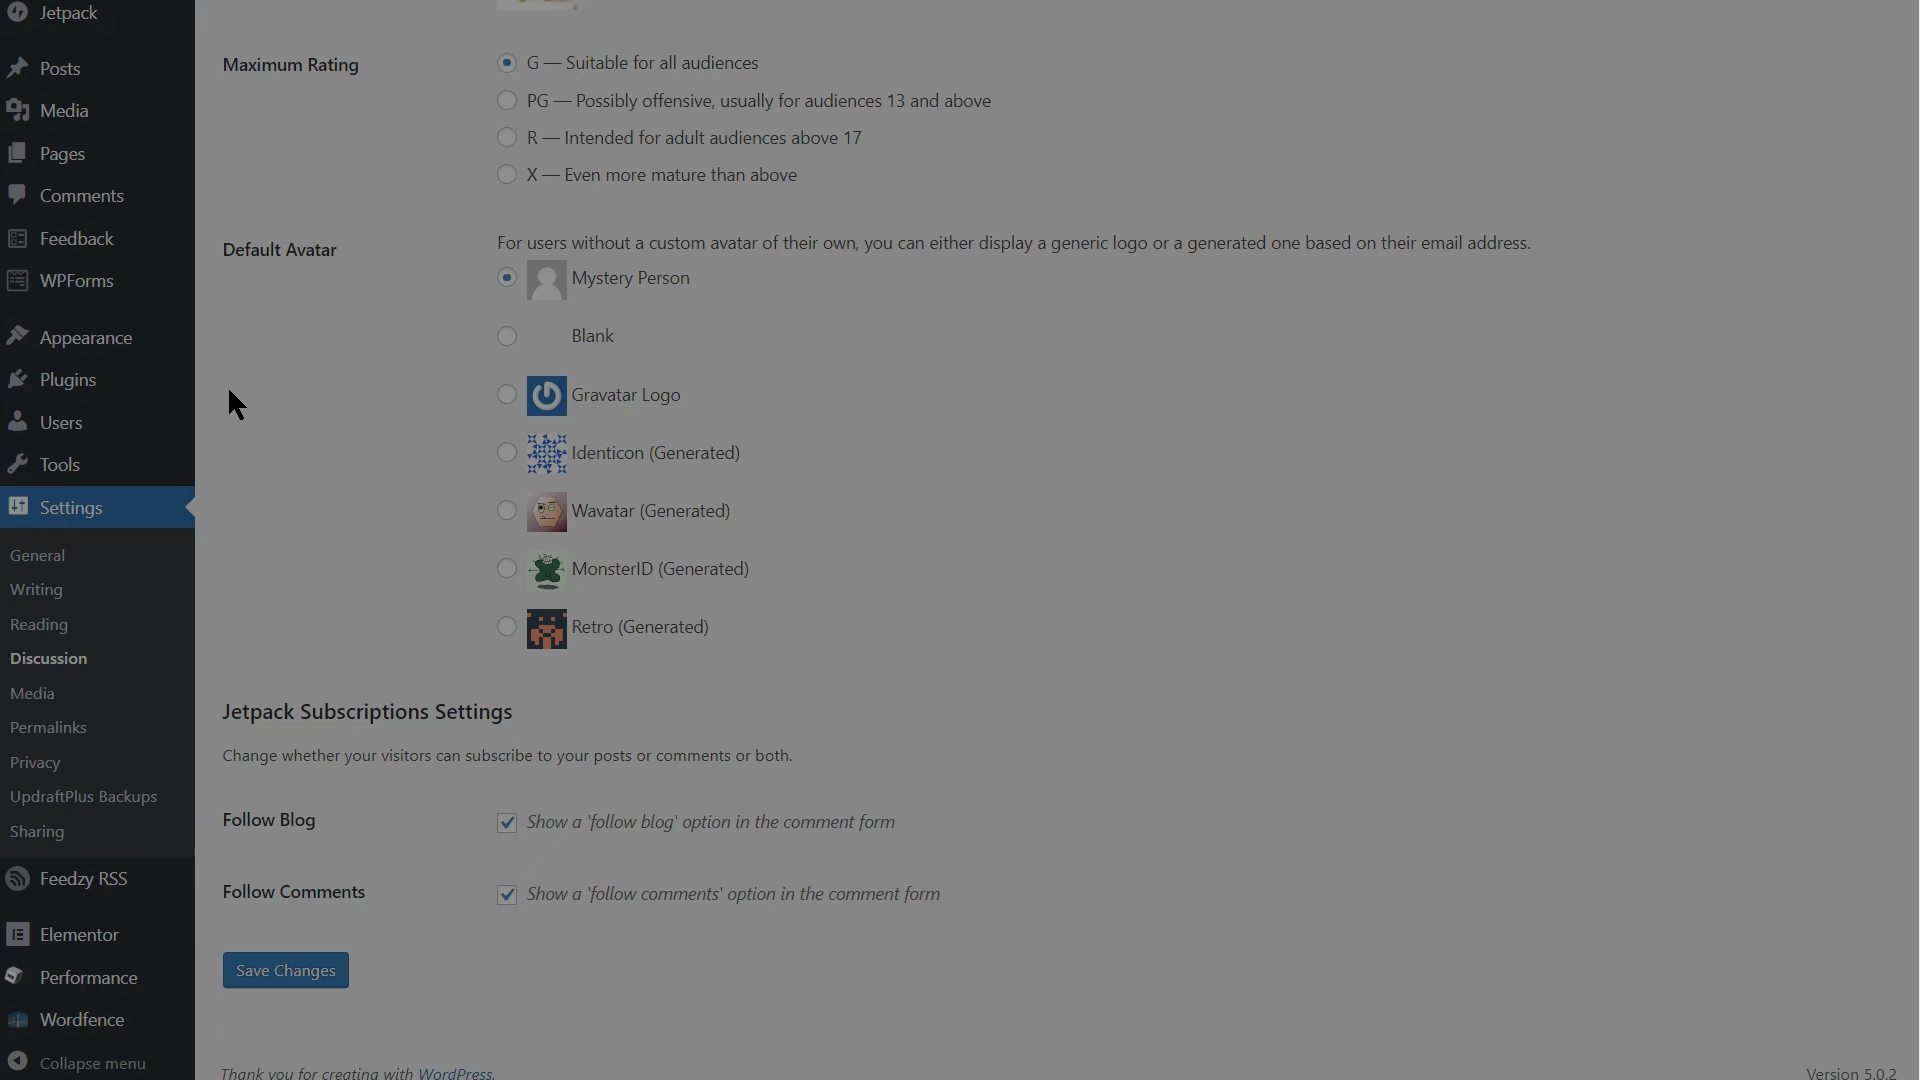 Jetpack
Posts
Media
Pages
Comments
Feedback
WPForms
Appearance
Plugins
Users
Tools
Settings
General
Writing
Reading
Discussion
Media
Permalinks
Privacy
UpdraftPlus Backups
Sharing
Feedzy RSS
Elementor
Performance
Wordfence
Collapse menu
Maximum Rating
G — Suitable for all audiences
PG — Possibly offensive, usually for audiences 13 and above
R — Intended for adult audiences above 17
X — Even more mature than above
Default Avatar
For users without a custom avatar of their own, you can either display a generic logo or a generated one based on their email address.
Mystery Person
Blank
Gravatar Logo
Identicon (Generated)
Wavatar (Generated)
MonsterID (Generated)
Retro (Generated)
Jetpack Subscriptions Settings
Change whether your visitors can subscribe to your posts or comments or both.
Follow Blog
Show a 'follow blog' option in the comment form
Follow Comments
Show a 'follow comments' option in the comment form
Save Changes
Thank you for creating with WordPress.
Version 5.0.2